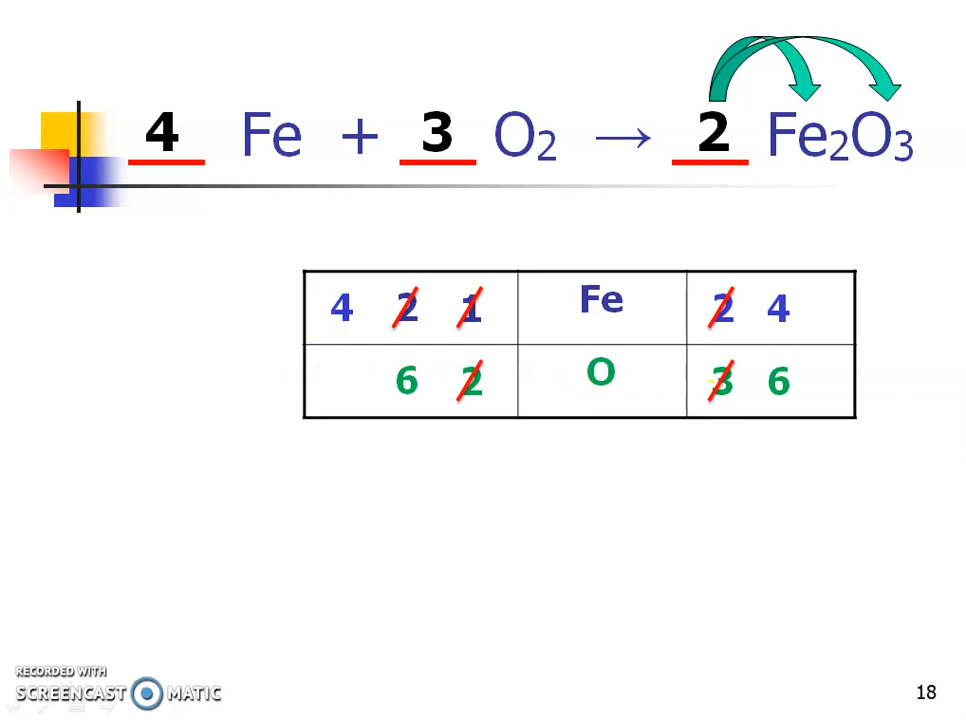 4 Fe + 3 O₂ → 2 Fe₂O₃
4 2 1 Fe 2 4
6 2 O 3 6
RECORDED WITH
SCREENCAST MATIC
18